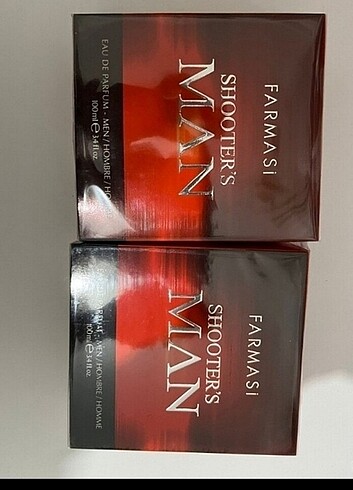 FARMASi
SHOOTER'S
MAN
EAU DE PARFUM - MEN / HOMBRE /
100ml ℮ 3.4 fl.oz.
FARMASi
SHOOTER'S
MAN
MEN / HOMBRE / HOMME
100ml ℮ 3.4 fl.oz.